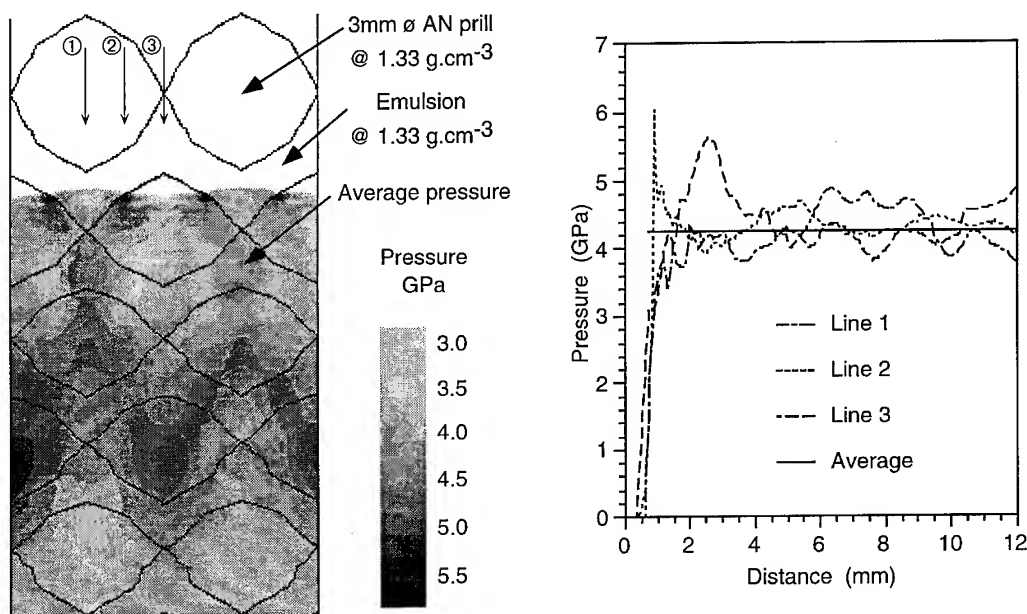 ① ② ③
3mm ø AN prill
@ 1.33 g.cm-3
Emulsion
@ 1.33 g.cm-3
Average pressure
Pressure
GPa
3.0
3.5
4.0
4.5
5.0
5.5
7
6
5
4
3
2
1
0
Pressure (GPa)
Line 1
Line 2
Line 3
Average
0 2 4 6 8 10 12
Distance (mm)